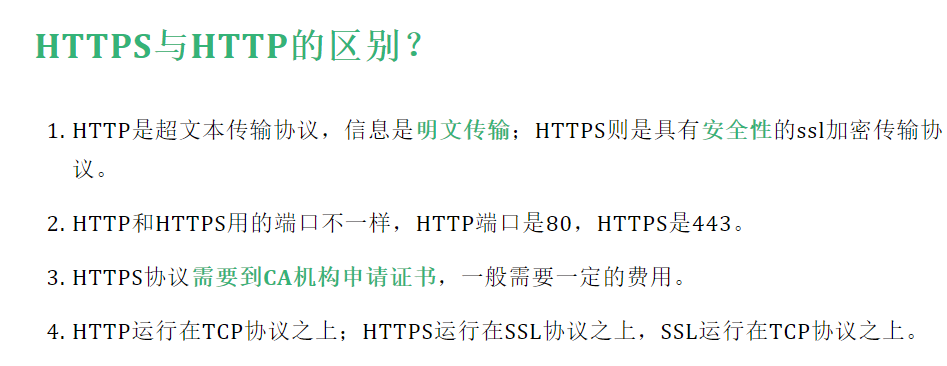 HTTPS与HTTP的区别？
1. HTTP是超文本传输协议，信息是明文传输；HTTPS则是具有安全性的ssl加密传输协
议。
2. HTTP和HTTPS用的端口不一样，HTTP端口是80，HTTPS是443。
3. HTTPS协议需要到CA机构申请证书，一般需要一定的费用。
4. HTTP运行在TCP协议之上；HTTPS运行在SSL协议之上，SSL运行在TCP协议之上。